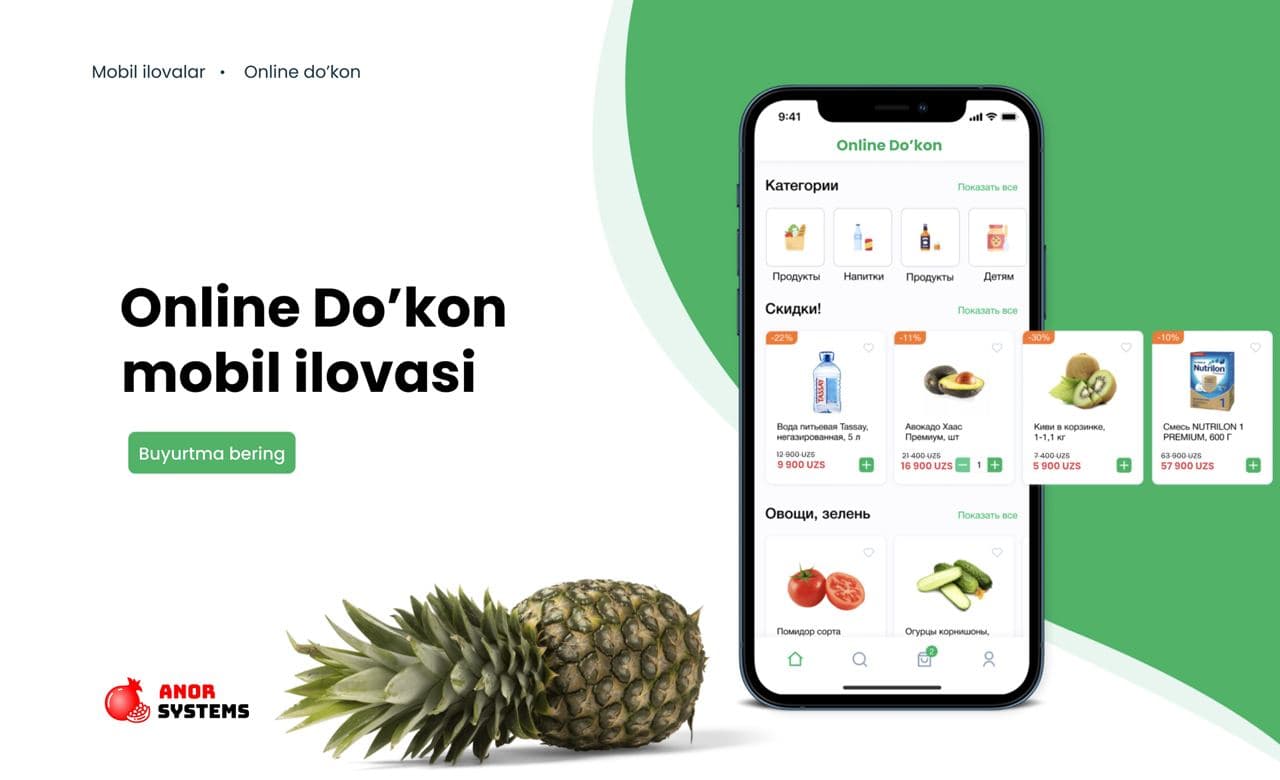 Mobil ilovalar • Online do’kon
Online Do’kon
mobil ilovasi
Buyurtma bering
ANOR
SYSTEMS
9:41
Online Do’kon
Категории Показать все
Продукты Напитки Продукты Детям
Скидки! Показать все
-22% -11% -30% -10%
TASSAY
Nutrilon
1
Вода питьевая Tassay, Авокадо Хаас Киви в корзинке, Смесь NUTRILON 1
негазированная, 5 л Премиум, шт 1-1,1 кг PREMIUM, 600 Г
12 900 UZS 21 400 UZS 7 400 UZS 63 900 UZS
9 900 UZS 16 900 UZS 1 5 900 UZS 57 900 UZS
Овощи, зелень Показать все
Помидор сорта Огурцы корнишоны,
2